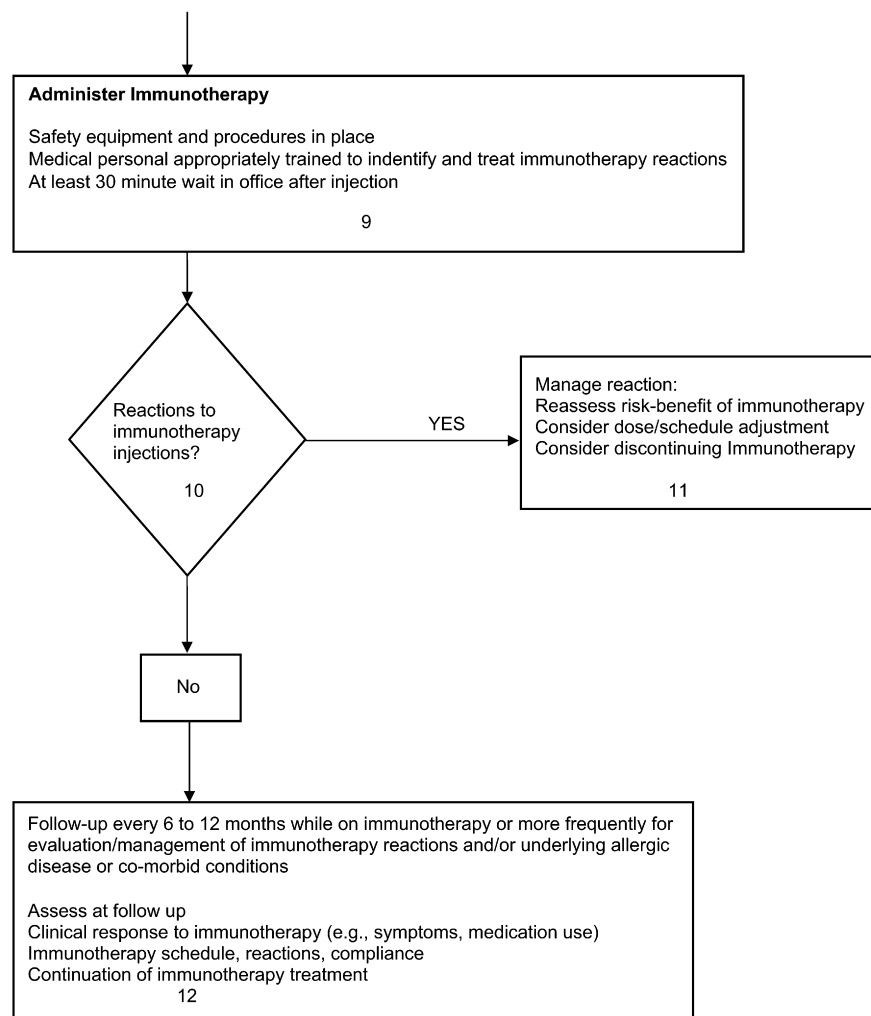 Administer Immunotherapy
Safety equipment and procedures in place
Medical personal appropriately trained to indentify and treat immunotherapy reactions
At least 30 minute wait in office after injection
9
Reactions to
immunotherapy
injections?
10
YES
Manage reaction:
Reassess risk-benefit of immunotherapy
Consider dose/schedule adjustment
Consider discontinuing Immunotherapy
11
No
Follow-up every 6 to 12 months while on immunotherapy or more frequently for
evaluation/management of immunotherapy reactions and/or underlying allergic
disease or co-morbid conditions
Assess at follow up
Clinical response to immunotherapy (e.g., symptoms, medication use)
Immunotherapy schedule, reactions, compliance
Continuation of immunotherapy treatment
12